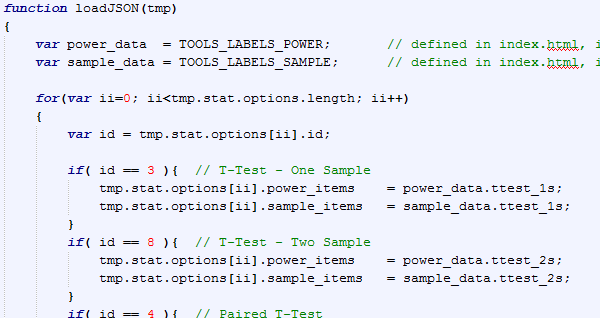 function loadJSON(tmp)
{
    var power_data  = TOOLS_LABELS_POWER;       // defined in index.html,
    var sample_data = TOOLS_LABELS_SAMPLE;      // defined in index.html,

    for(var ii=0; ii<tmp.stat.options.length; ii++)
    {
        var id = tmp.stat.options[ii].id;

        if( id == 3 ){  // T-Test - One Sample
            tmp.stat.options[ii].power_items    = power_data.ttest_1s;
            tmp.stat.options[ii].sample_items   = sample_data.ttest_1s;
        }
        if( id == 8 ){  // T-Test - Two Sample
            tmp.stat.options[ii].power_items    = power_data.ttest_2s;
            tmp.stat.options[ii].sample_items   = sample_data.ttest_2s;
        }
        if( id == 4 ){  // Paired T-Test